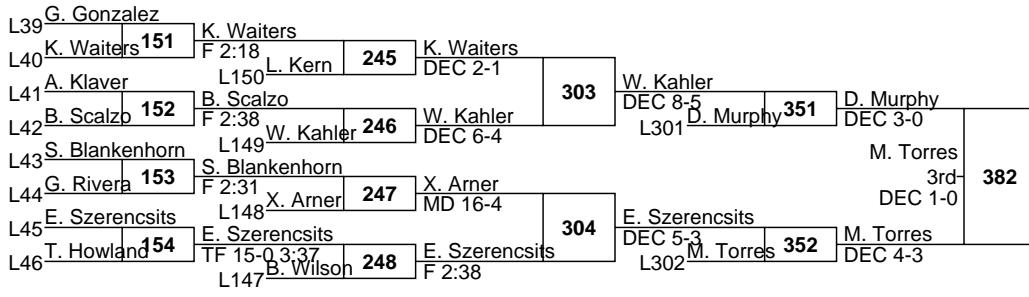 G. Gonzalez
L39
151
K. Waiters
L40
K. Waiters
F 2:18
L. Kern
L150
245
K. Waiters
DEC 2-1
A. Klaver
L41
152
B. Scalzo
L42
B. Scalzo
F 2:38
W. Kahler
L149
246
W. Kahler
DEC 6-4
303
W. Kahler
DEC 8-5
D. Murphy
L301
351
D. Murphy
DEC 3-0
S. Blankenhorn
L43
153
G. Rivera
L44
S. Blankenhorn
F 2:31
X. Arner
L148
247
X. Arner
MD 16-4
E. Szerencsits
L45
154
T. Howland
L46
E. Szerencsits
TF 15-0 3:37
B. Wilson
L147
248
E. Szerencsits
F 2:38
304
E. Szerencsits
DEC 5-3
M. Torres
L302
352
M. Torres
DEC 4-3
M. Torres
3rd
DEC 1-0
382